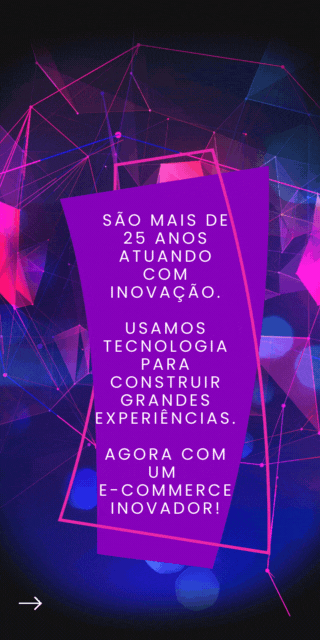 SÃO MAIS DE
25 ANOS
ATUANDO
COM
INOVAÇÃO.
USAMOS
TECNOLOGIA
PARA
CONSTRUIR
GRANDES
EXPERIÊNCIAS.
AGORA COM
UM
E-COMMERCE
INOVADOR!